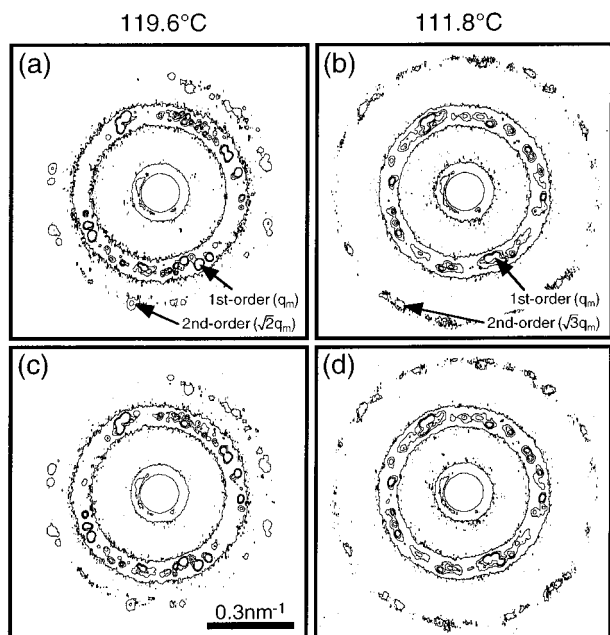 119.6°C
111.8°C
(a)
(b)
1st-order (qm)
2nd-order (√2qm)
1st-order (qm)
2nd-order (√3qm)
(c)
(d)
0.3nm⁻¹